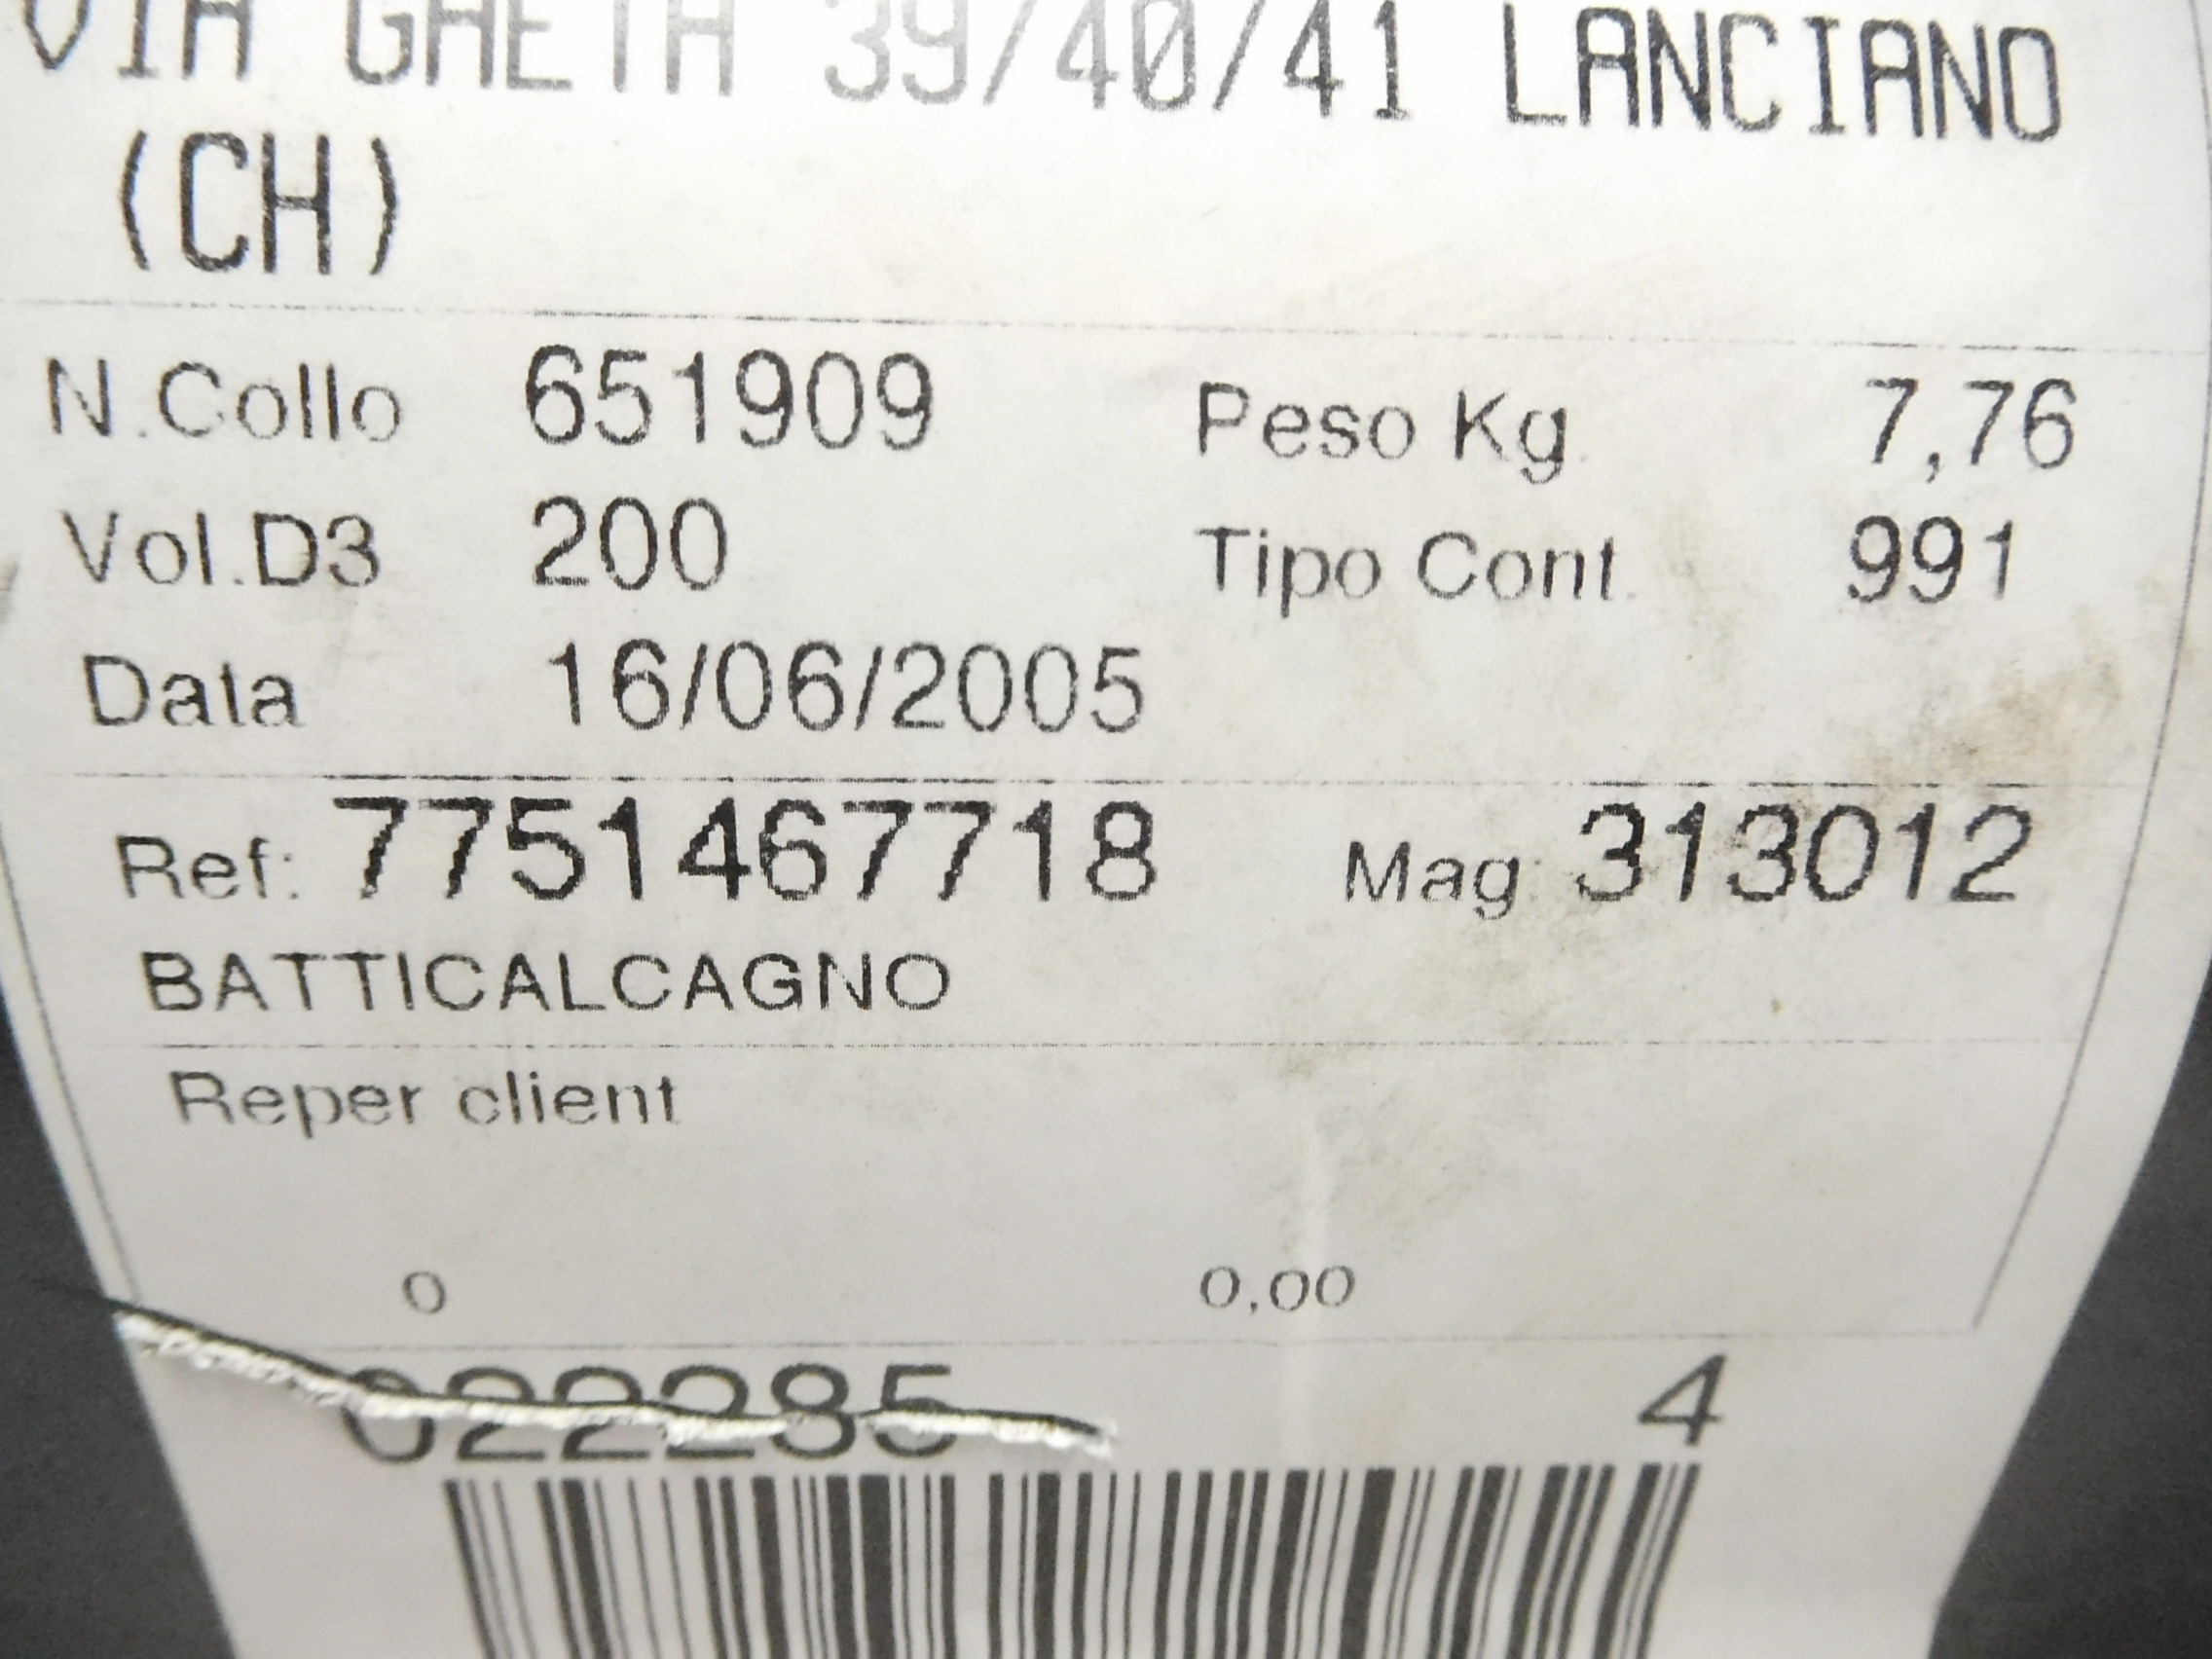 VIA GAETA 39/40/41 LANCIANO
(CH)
N.Collo 651909 Peso Kg. 7,76
Vol.D3 200 Tipo Cont. 991
Data 16/06/2005
Ref: 7751467718 Mag: 313012
BATTICALCAGNO
Reper client
0 0,00
022285 4